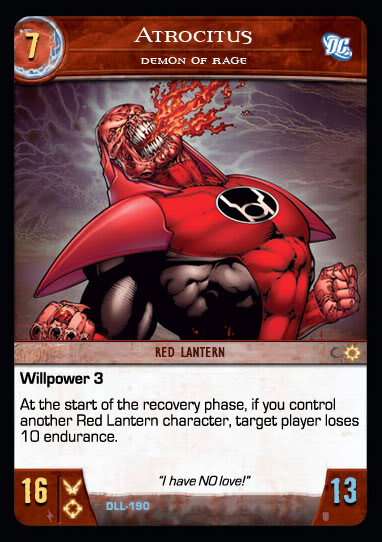 7
Atrocitus
DEMON OF RAGE
DC
RED LANTERN
Willpower 3
At the start of the recovery phase, if you control
another Red Lantern character, target player loses
10 endurance.
"I have NO love!"
16
DLL-190
13